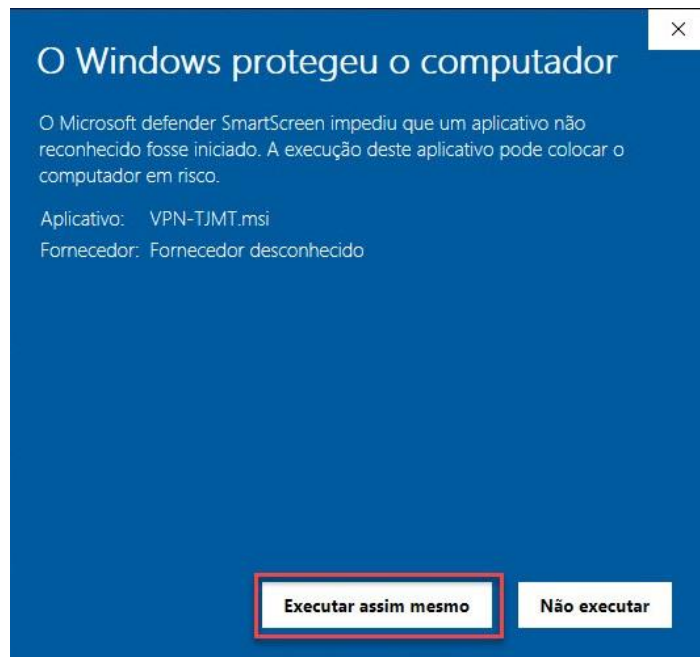 O Windows protegeu o computador
O Microsoft defender SmartScreen impediu que um aplicativo não
reconhecido fosse iniciado. A execução deste aplicativo pode colocar o
computador em risco.
Aplicativo: VPN-TJMT.msi
Fornecedor: Fornecedor desconhecido
Executar assim mesmo Não executar